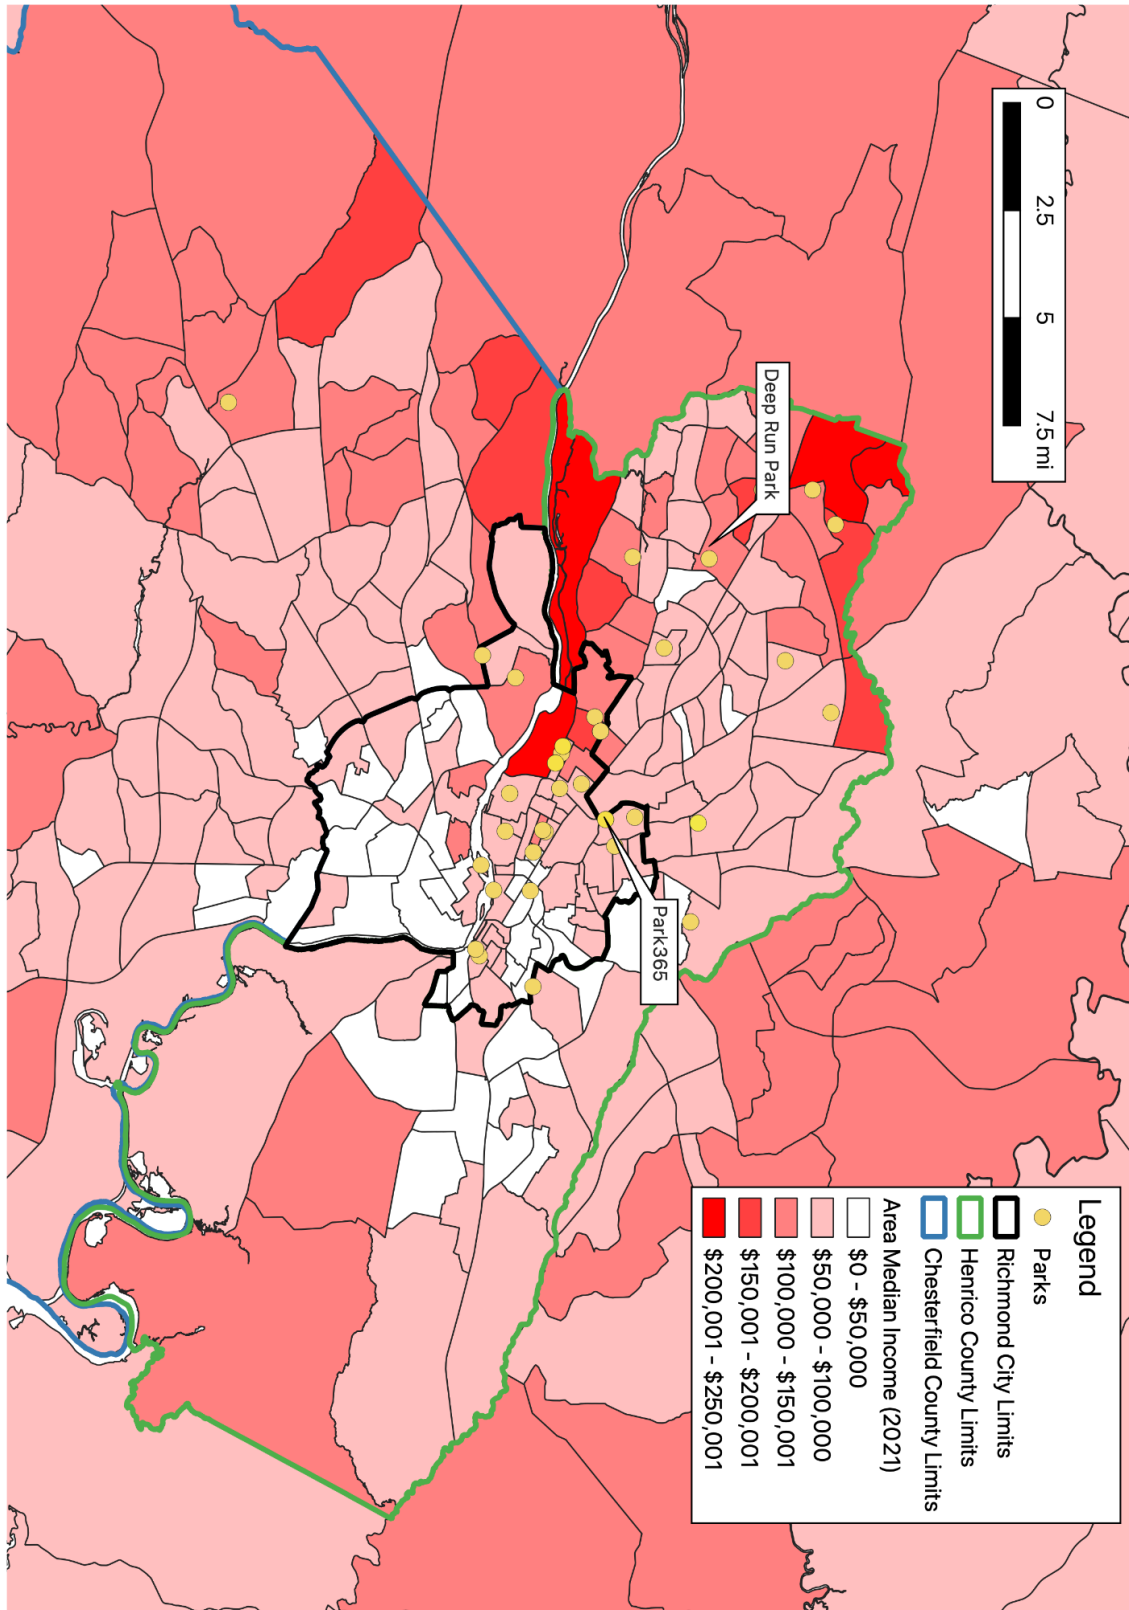 0 2.5 5 7.5 mi
Deep Run Park
Park365
Legend
Parks
Richmond City Limits
Henrico County Limits
Chesterfield County Limits
Area Median Income (2021)
$0 - $50,000
$50,000 - $100,000
$100,000 - $150,001
$150,001 - $200,001
$200,001 - $250,001